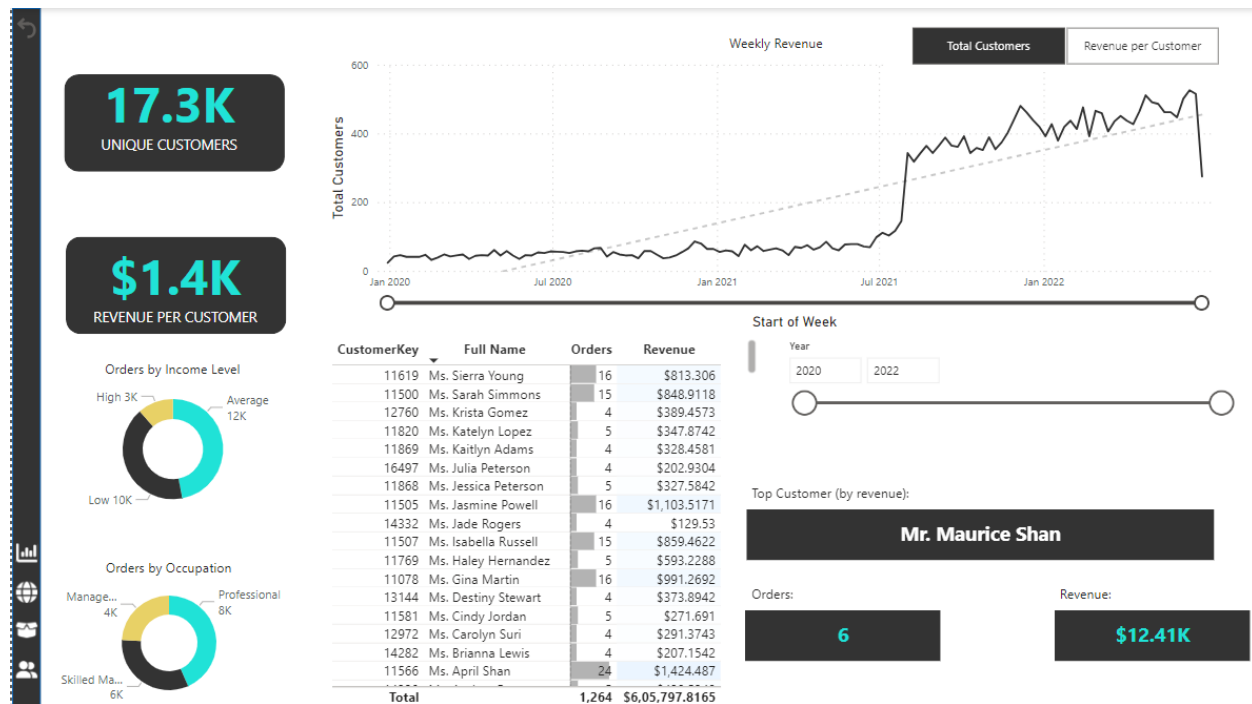 Weekly Revenue
Total Customers
Revenue per Customer
17.3K
UNIQUE CUSTOMERS
$1.4K
REVENUE PER CUSTOMER
Total Customers
600
400
200
0
Jan 2020
Jul 2020
Jan 2021
Jul 2021
Jan 2022
Start of Week
Year
2020
2022
Orders by Income Level
High 3K
Average
12K
Low 10K
Orders by Occupation
Manage...
4K
Professional
8K
Skilled Ma...
6K
CustomerKey Full Name Orders Revenue
11619 Ms. Sierra Young 16 $813.306
11500 Ms. Sarah Simmons 15 $848.9118
12760 Ms. Krista Gomez 4 $389.4573
11820 Ms. Katelyn Lopez 5 $347.8742
11869 Ms. Kaitlyn Adams 4 $328.4581
16497 Ms. Julia Peterson 4 $202.9304
11868 Ms. Jessica Peterson 5 $327.5842
11505 Ms. Jasmine Powell 16 $1,103.5171
14332 Ms. Jade Rogers 4 $129.53
11507 Ms. Isabella Russell 15 $859.4622
11769 Ms. Haley Hernandez 5 $593.2288
11078 Ms. Gina Martin 16 $991.2692
13144 Ms. Destiny Stewart 4 $373.8942
11581 Ms. Cindy Jordan 5 $271.691
12972 Ms. Carolyn Suri 4 $291.3743
14282 Ms. Brianna Lewis 4 $207.1542
11566 Ms. April Shan 24 $1,424.487
Total 1,264 $6,05,797.8165
Top Customer (by revenue):
Mr. Maurice Shan
Orders:
6
Revenue:
$12.41K